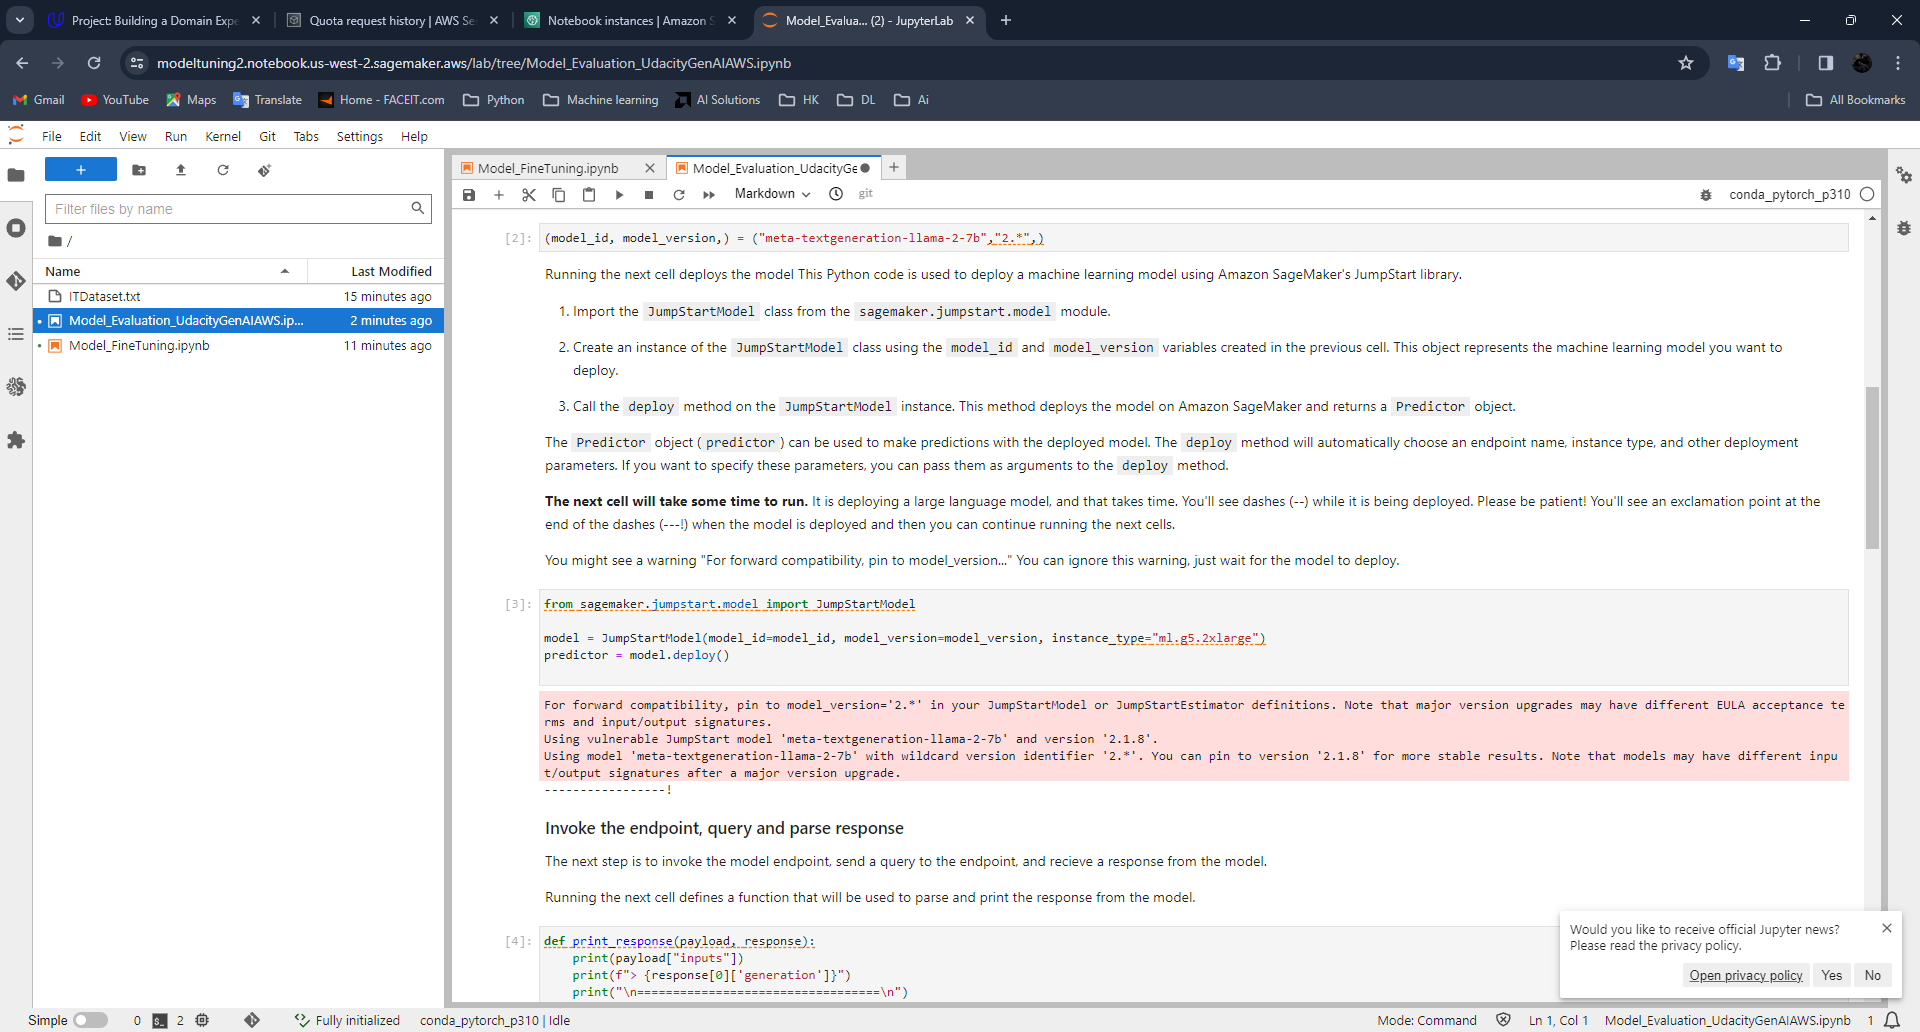 Project: Building a Domain Expe
Quota request history | AWS Se
Notebook instances | Amazon S
Model_Evalua... (2) - JupyterLab
modeltuning2.notebook.us-west-2.sagemaker.aws/lab/tree/Model_Evaluation_UdacityGenAIAWS.ipynb
Gmail YouTube Maps Translate Home - FACEIT.com Python Machine learning AI Solutions HK DL Ai All Bookmarks
File Edit View Run Kernel Git Tabs Settings Help
Filter files by name
/
Name Last Modified
ITDataset.txt 15 minutes ago
Model_Evaluation_UdacityGenAIAWS.ip... 2 minutes ago
Model_FineTuning.ipynb 11 minutes ago
Model_FineTuning.ipynb Model_Evaluation_UdacityGe
Markdown git conda_pytorch_p310
[2]: (model_id, model_version,) = ("meta-textgeneration-llama-2-7b","2.*",)
Running the next cell deploys the model This Python code is used to deploy a machine learning model using Amazon SageMaker's JumpStart library.
1. Import the JumpStartModel class from the sagemaker.jumpstart.model module.
2. Create an instance of the JumpStartModel class using the model_id and model_version variables created in the previous cell. This object represents the machine learning model you want to
deploy.
3. Call the deploy method on the JumpStartModel instance. This method deploys the model on Amazon SageMaker and returns a Predictor object.
The Predictor object (predictor) can be used to make predictions with the deployed model. The deploy method will automatically choose an endpoint name, instance type, and other deployment
parameters. If you want to specify these parameters, you can pass them as arguments to the deploy method.
The next cell will take some time to run. It is deploying a large language model, and that takes time. You'll see dashes (--) while it is being deployed. Please be patient! You'll see an exclamation point at the
end of the dashes (---!) when the model is deployed and then you can continue running the next cells.
You might see a warning "For forward compatibility, pin to model_version..." You can ignore this warning, just wait for the model to deploy.
[3]: from sagemaker.jumpstart.model import JumpStartModel
model = JumpStartModel(model_id=model_id, model_version=model_version, instance_type="ml.g5.2xlarge")
predictor = model.deploy()
For forward compatibility, pin to model_version='2.*' in your JumpStartModel or JumpStartEstimator definitions. Note that major version upgrades may have different EULA acceptance te
rms and input/output signatures.
Using vulnerable JumpStart model 'meta-textgeneration-llama-2-7b' and version '2.1.8'.
Using model 'meta-textgeneration-llama-2-7b' with wildcard version identifier '2.*'. You can pin to version '2.1.8' for more stable results. Note that models may have different inpu
t/output signatures after a major version upgrade.
-----------------!
Invoke the endpoint, query and parse response
The next step is to invoke the model endpoint, send a query to the endpoint, and recieve a response from the model.
Running the next cell defines a function that will be used to parse and print the response from the model.
[4]: def print_response(payload, response):
print(payload["inputs"])
print(f"> {response[0]['generation']}")
print("\n==================================\n")
Would you like to receive official Jupyter news?
Please read the privacy policy.
Open privacy policy Yes No
Simple 0 2 Fully initialized conda_pytorch_p310 | Idle Mode: Command Ln 1, Col 1 Model_Evaluation_UdacityGenAIAWS.ipynb 1